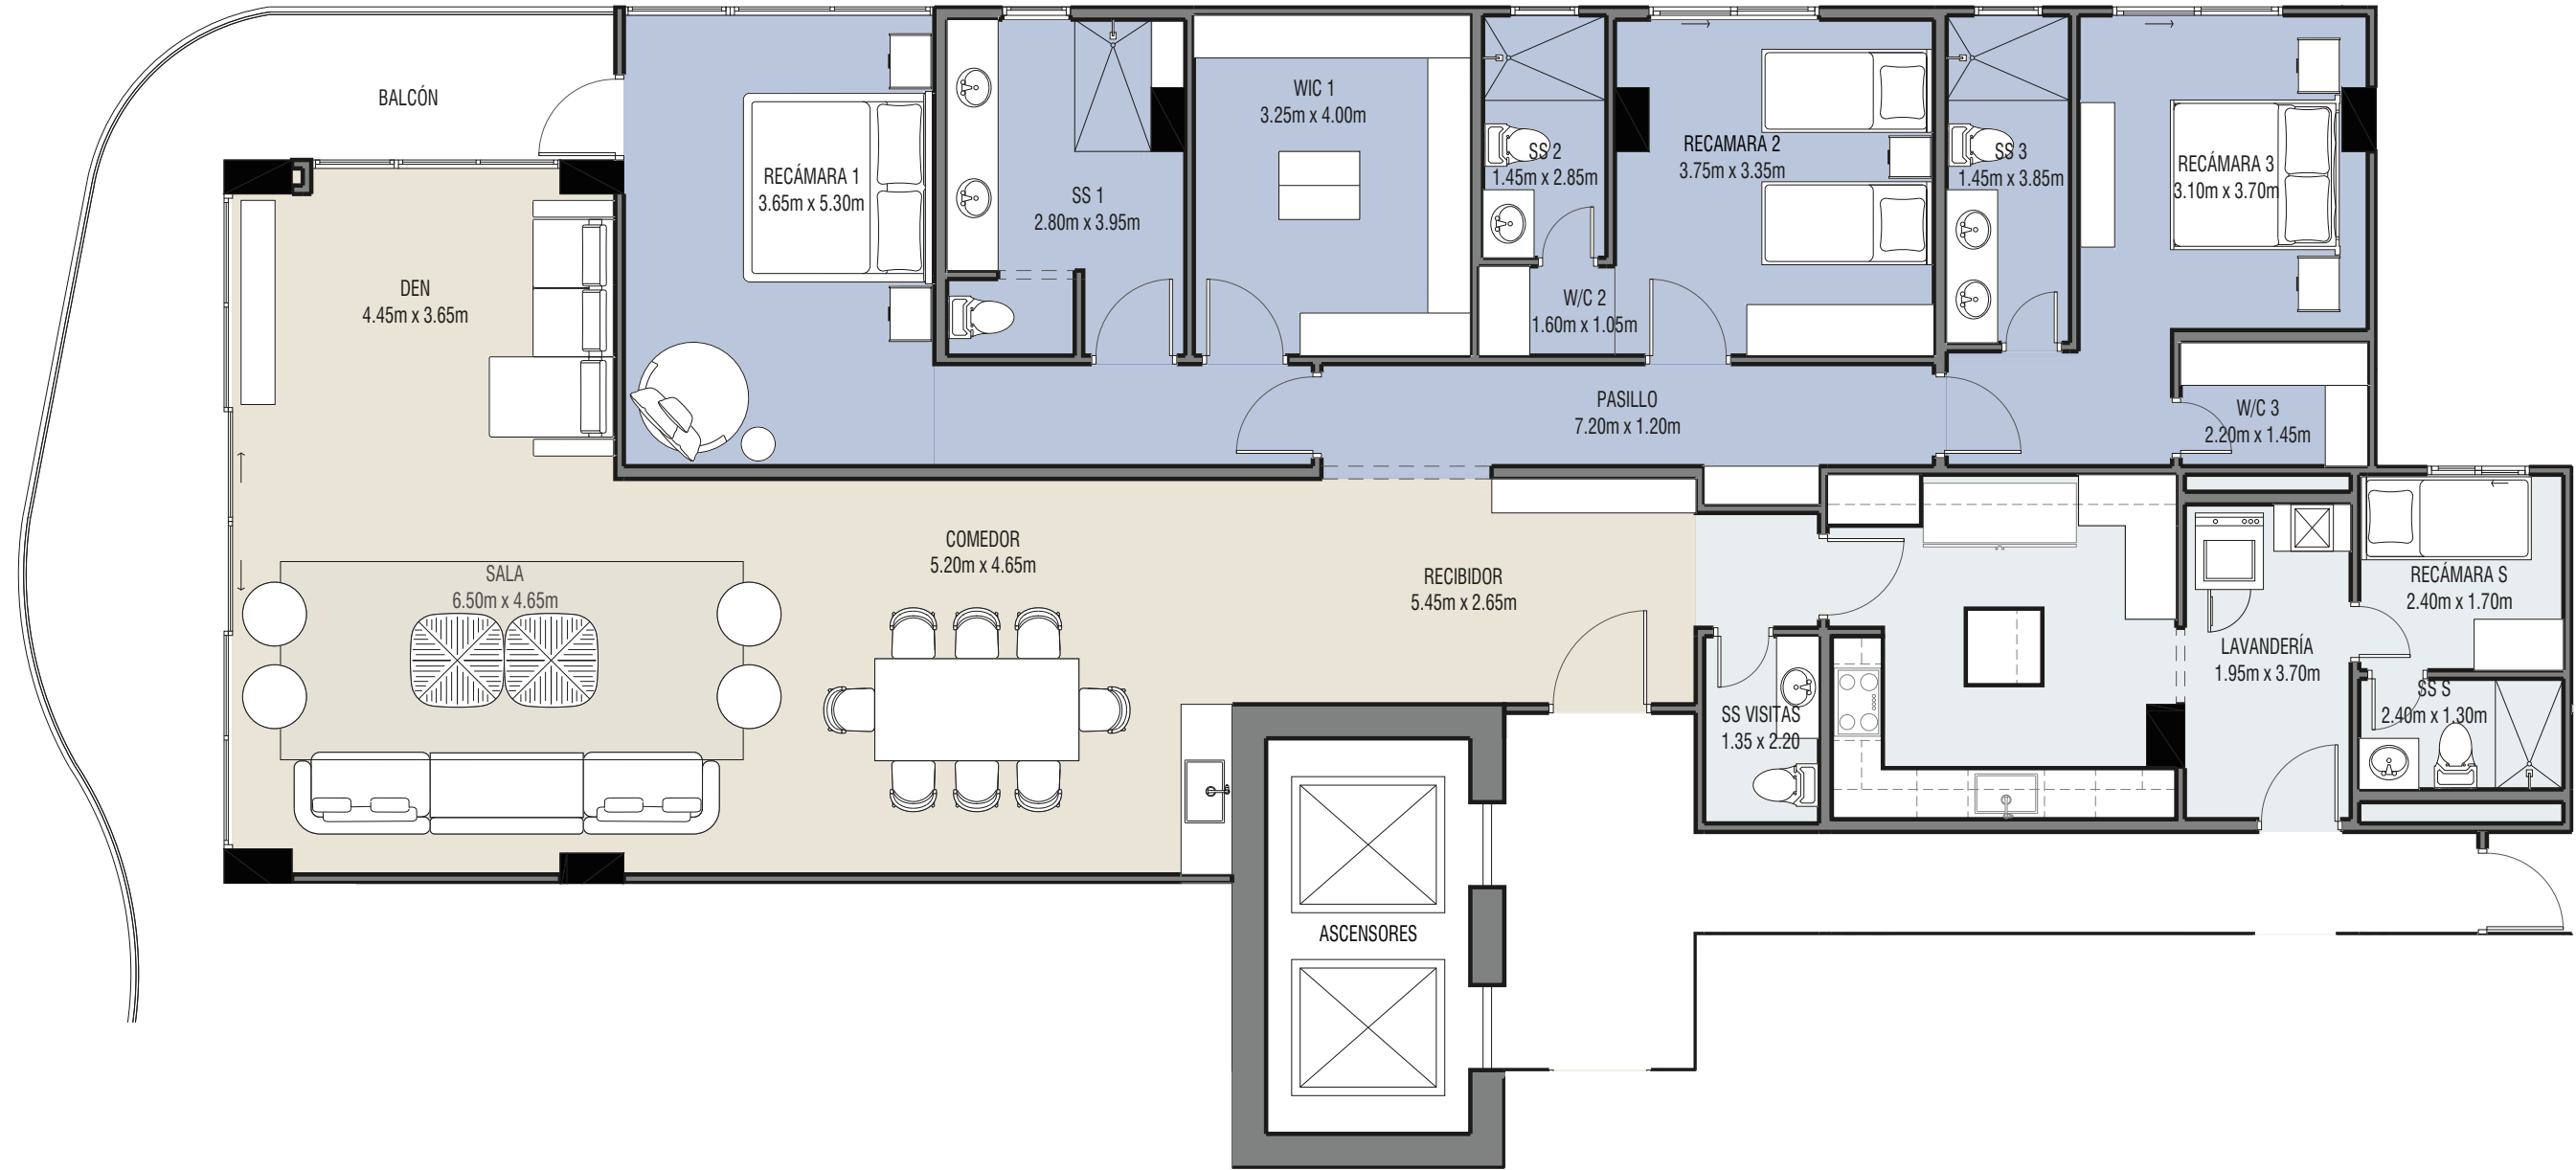 BALCÓN
RECÁMARA 1
3.65m x 5.30m
SS 1
2.80m x 3.95m
WIC 1
3.25m x 4.00m
SS 2
1.45m x 2.85m
RECAMARA 2
3.75m x 3.35m
SS 3
1.45m x 3.85m
RECÁMARA 3
3.10m x 3.70m
DEN
4.45m x 3.65m
W/C 2
1.60m x 1.05m
PASILLO
7.20m x 1.20m
W/C 3
2.20m x 1.45m
SALA
6.50m x 4.65m
COMEDOR
5.20m x 4.65m
RECIBIDOR
5.45m x 2.65m
RECÁMARA S
2.40m x 1.70m
LAVANDERÍA
1.95m x 3.70m
SS VISITAS
1.35 x 2.20
SS S
2.40m x 1.30m
ASCENSORES